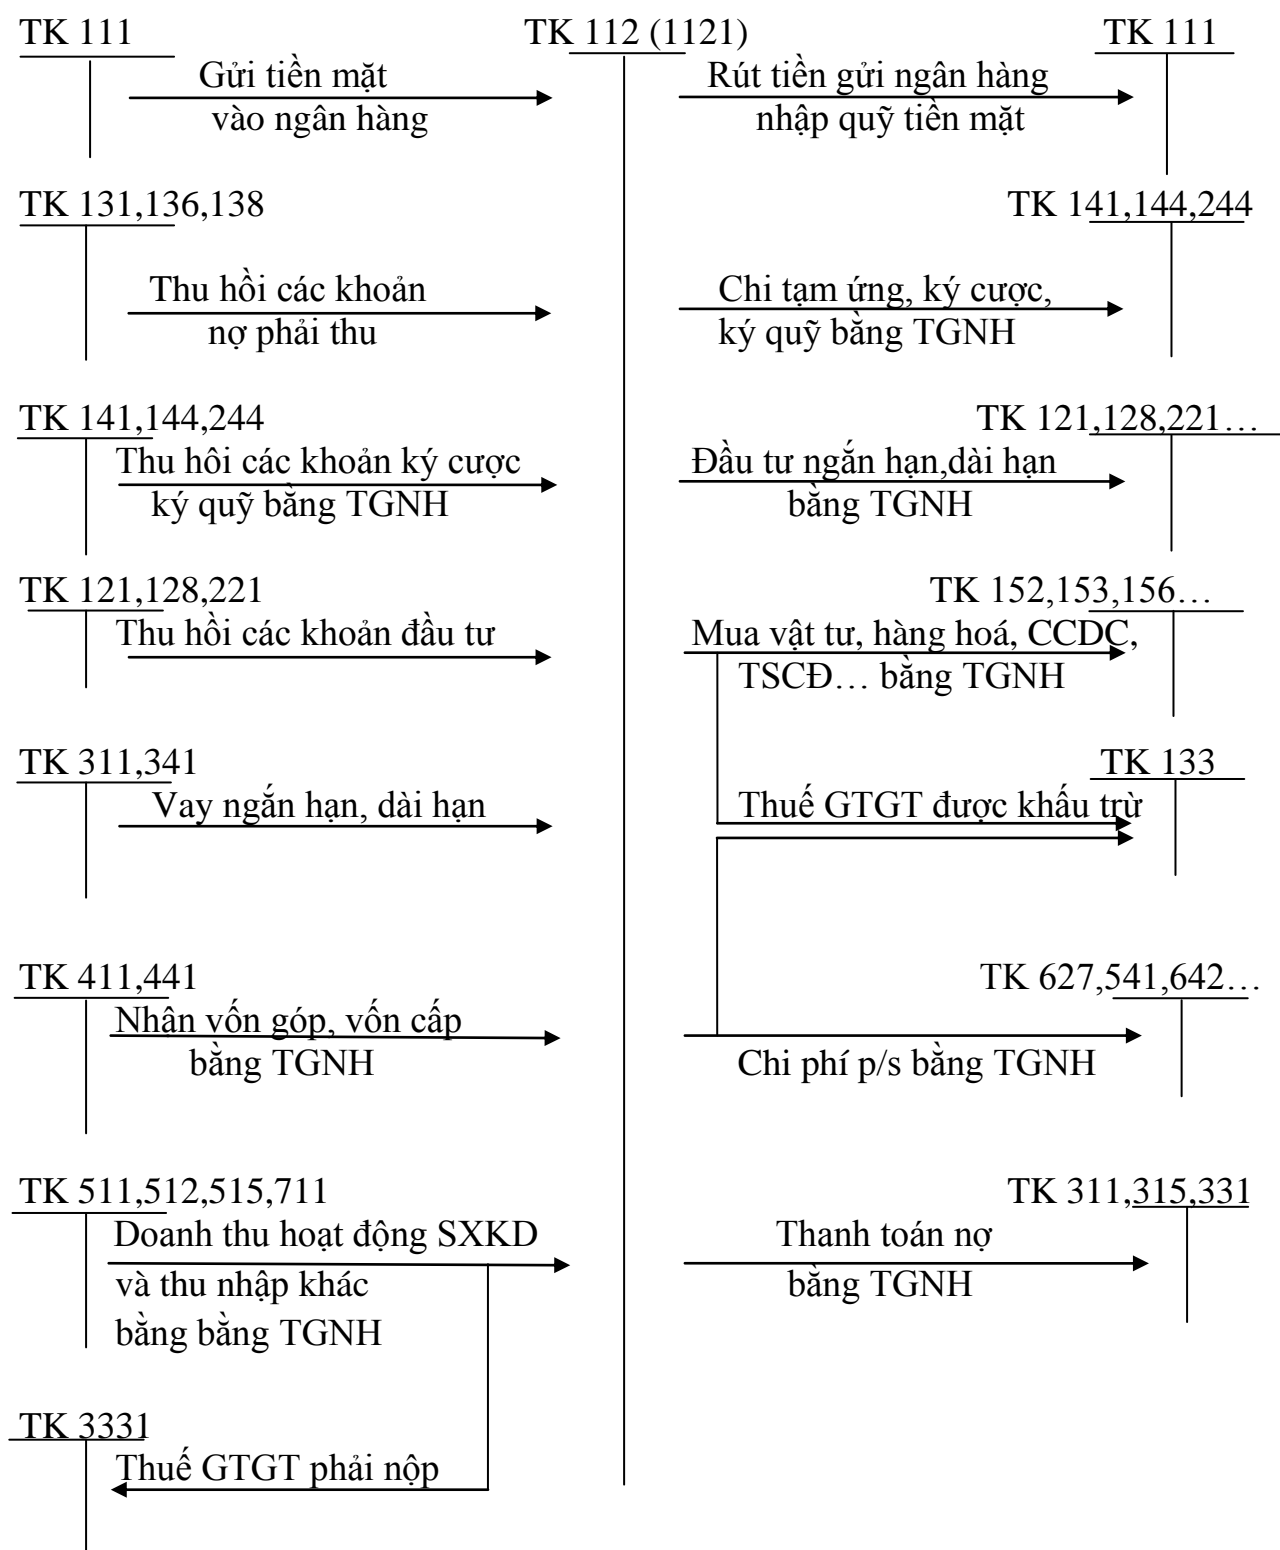 TK 111
TK 112 (1121)
TK 111
Gửi tiền mặt
vào ngân hàng
Rút tiền gửi ngân hàng
nhập quỹ tiền mặt
TK 131,136,138
TK 141,144,244
Thu hồi các khoản
nợ phải thu
Chi tạm ứng, ký cược,
ký quỹ bằng TGNH
TK 141,144,244
TK 121,128,221…
Thu hôi các khoản ký cược
ký quỹ bằng TGNH
Đầu tư ngắn hạn,dài hạn
bằng TGNH
TK 121,128,221
TK 152,153,156…
Thu hồi các khoản đầu tư
Mua vật tư, hàng hoá, CCDC,
TSCĐ… bằng TGNH
TK 311,341
TK 133
Vay ngắn hạn, dài hạn
Thuế GTGT được khấu trừ
TK 411,441
TK 627,541,642…
Nhận vốn góp, vốn cấp
bằng TGNH
Chi phí p/s bằng TGNH
TK 511,512,515,711
TK 311,315,331
Doanh thu hoạt động SXKD
và thu nhập khác
bằng bằng TGNH
Thanh toán nợ
bằng TGNH
TK 3331
Thuế GTGT phải nộp